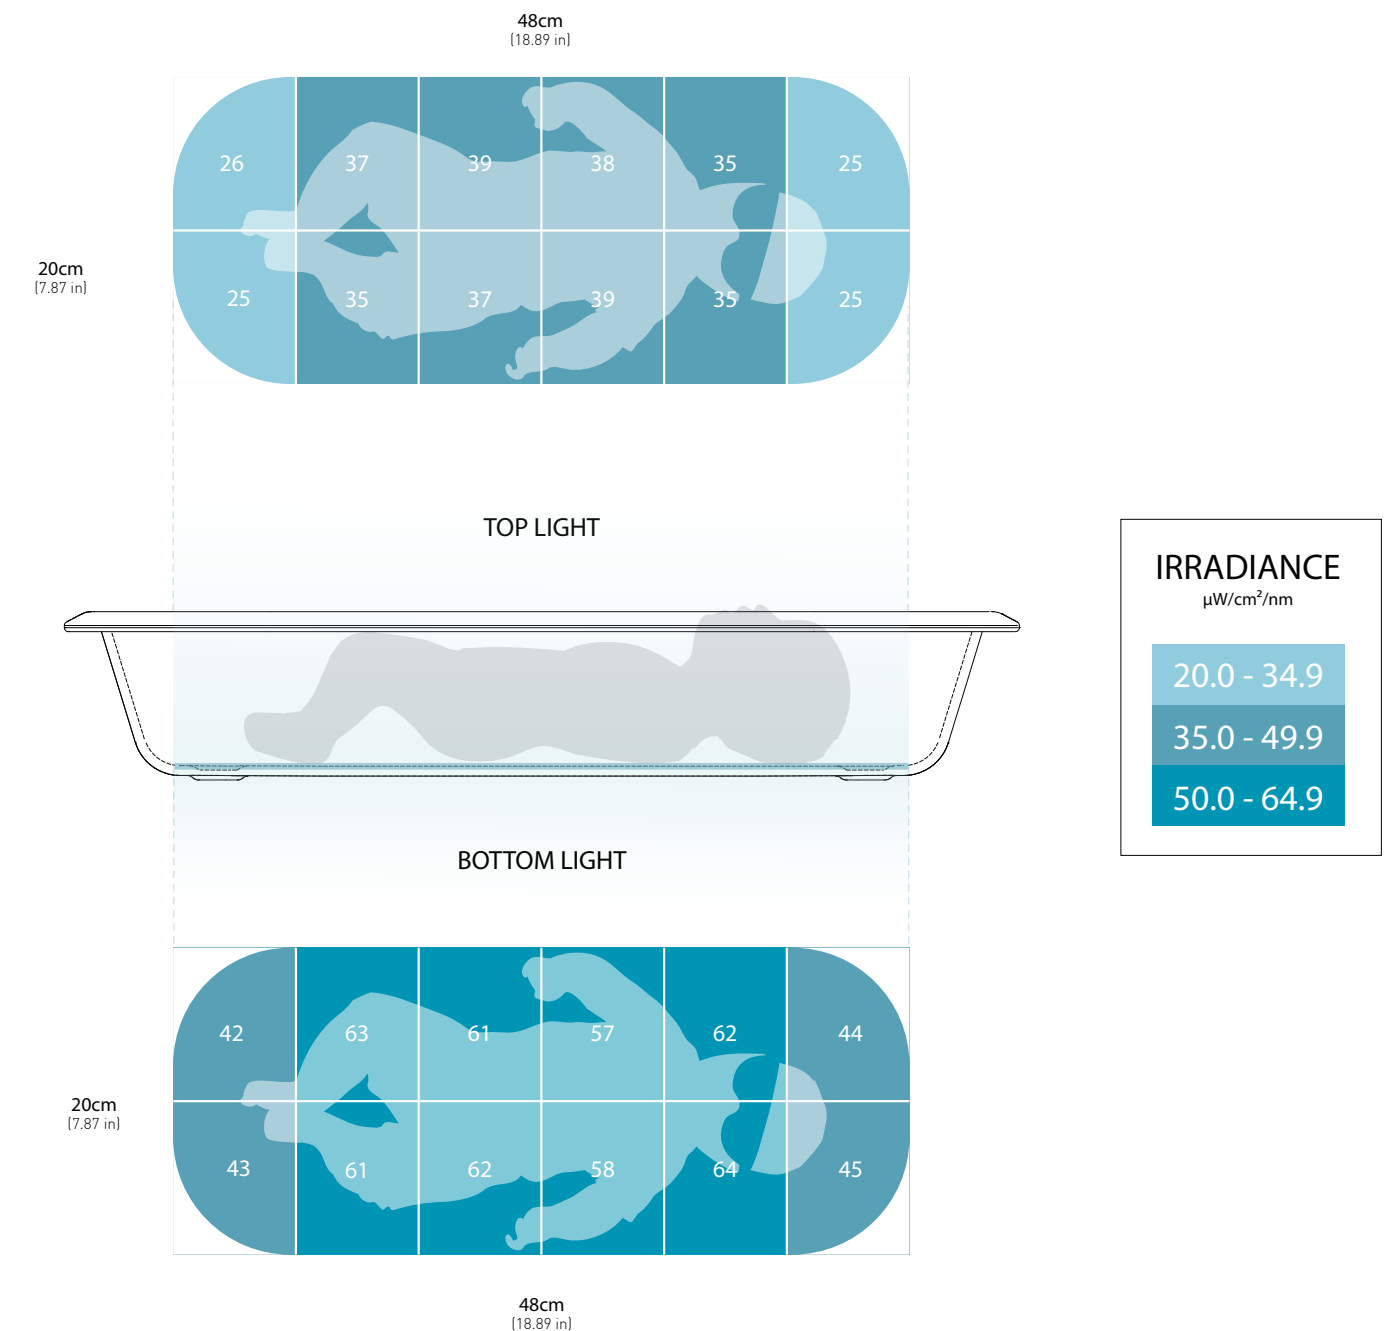 48cm
(18.89 in)
26 37 39 38 35 25
20cm
(7.87 in)
25 35 37 39 35 25
TOP LIGHT
IRRADIANCE
µW/cm²/nm
20.0 - 34.9
35.0 - 49.9
50.0 - 64.9
BOTTOM LIGHT
42 63 61 57 62 44
20cm
(7.87 in)
43 61 62 58 64 45
48cm
(18.89 in)